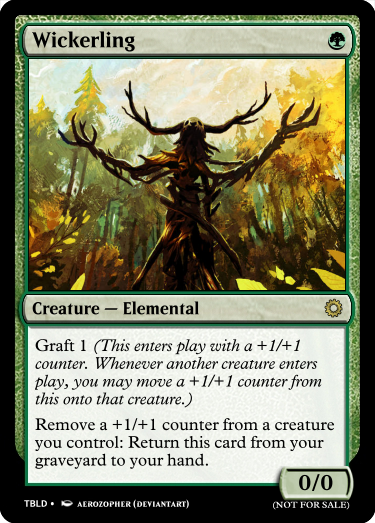 Wickerling
Creature — Elemental
Graft 1 (This enters play with a +1/+1
counter. Whenever another creature enters
play, you may move a +1/+1 counter from
this onto that creature.)
Remove a +1/+1 counter from a creature
you control: Return this card from your
graveyard to your hand.
0/0
TBLD • AEROZOPHER (DEVIANTART)
(NOT FOR SALE)